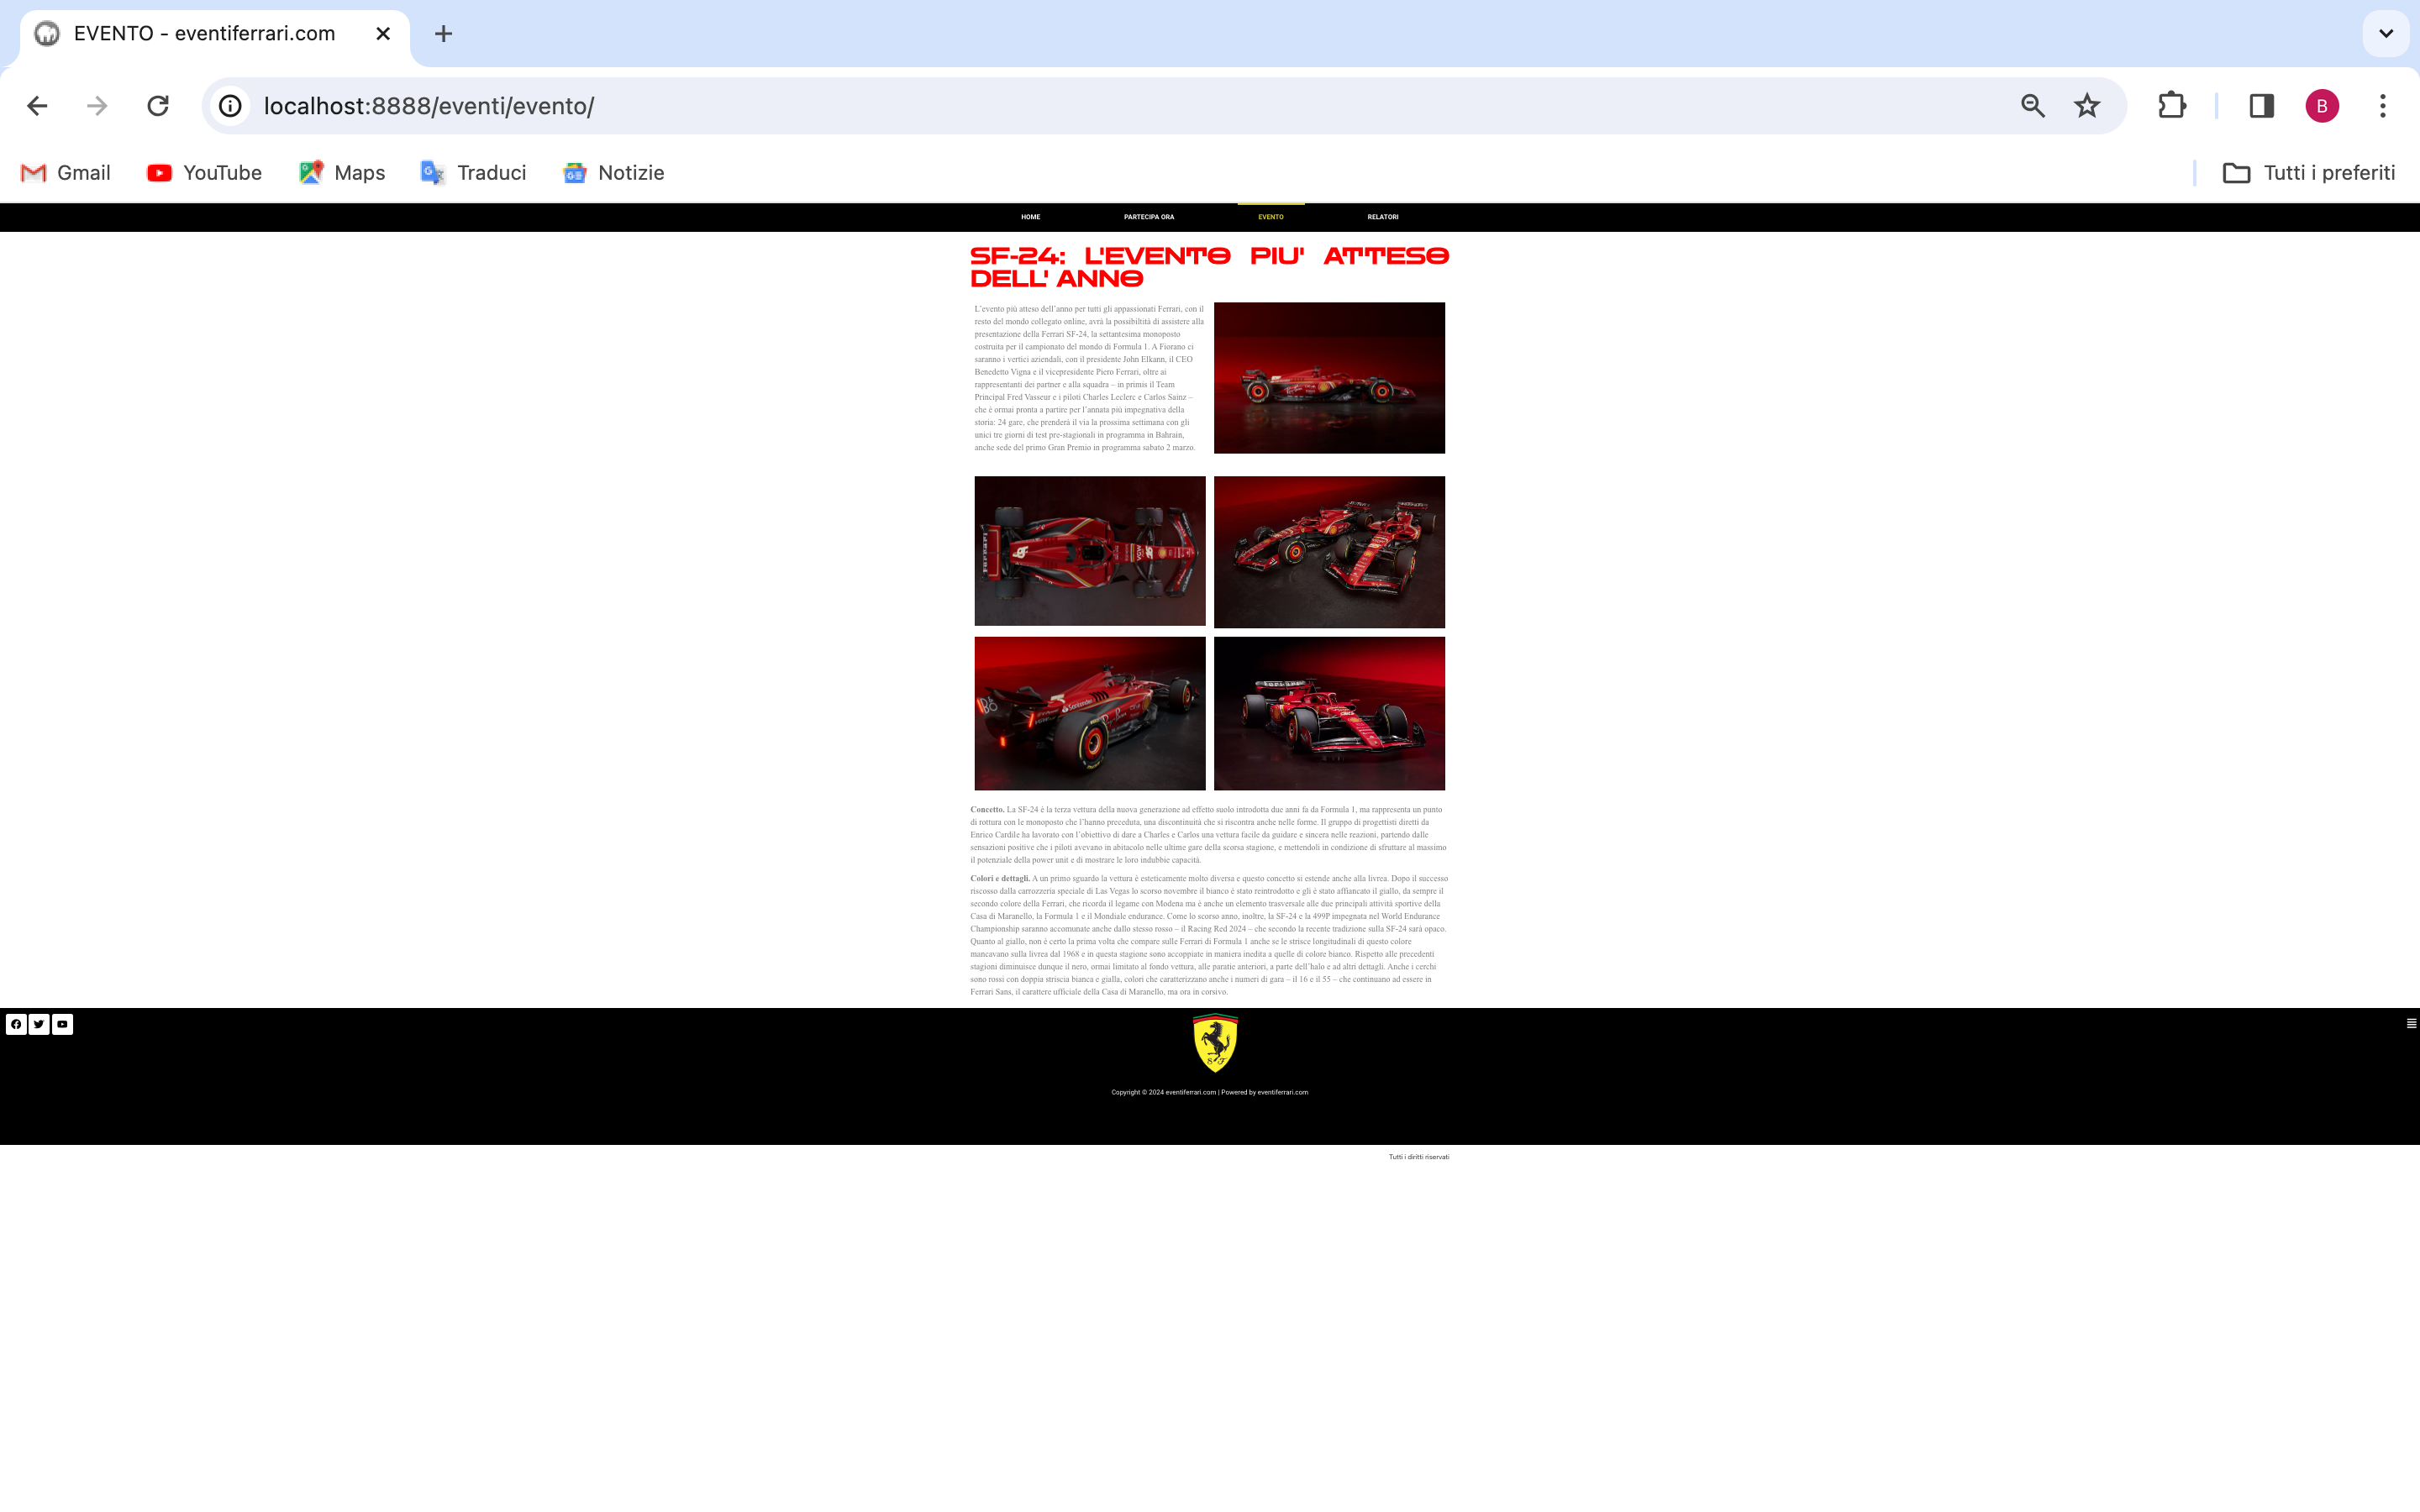 EVENTO - eventiferrari.com
localhost:8888/eventi/evento/
B
Gmail
YouTube
Maps
Traduci
Notizie
Tutti i preferiti
HOME
PARTECIPA ORA
EVENTO
RELATORI
SF-24: L'EVENTO PIU' ATTESO
DELL' ANNO
L'evento più atteso dell'anno per tutti gli appassionati Ferrari, con il
resto del mondo collegato online, avrà la possibiltità di assistere alla
presentazione della Ferrari SF-24, la settantesima monoposto
costruita per il campionato del mondo di Formula 1. A Fiorano ci
saranno i vertici aziendali, con il presidente John Elkann, il CEO
Benedetto Vigna e il vicepresidente Piero Ferrari, oltre ai
rappresentanti dei partner e alla squadra – in primis il Team
Principal Fred Vasseur e i piloti Charles Leclerc e Carlos Sainz –
che è ormai pronta a partire per l'annata più impegnativa della
storia: 24 gare, che prenderà il via la prossima settimana con gli
unici tre giorni di test pre-stagionali in programma in Bahrain,
anche sede del primo Gran Premio in programma sabato 2 marzo.
Concetto. La SF-24 è la terza vettura della nuova generazione ad effetto suolo introdotta due anni fa da Formula 1, ma rappresenta un punto
di rottura con le monoposto che l'hanno preceduta, una discontinuità che si riscontra anche nelle forme. Il gruppo di progettisti diretti da
Enrico Cardile ha lavorato con l'obiettivo di dare a Charles e Carlos una vettura facile da guidare e sincera nelle reazioni, partendo dalle
sensazioni positive che i piloti avevano in abitacolo nelle ultime gare della scorsa stagione, e mettendoli in condizione di sfruttare al massimo
il potenziale della power unit e di mostrare le loro indubbie capacità.
Colori e dettagli. A un primo sguardo la vettura è esteticamente molto diversa e questo concetto si estende anche alla livrea. Dopo il successo
riscosso dalla carrozzeria speciale di Las Vegas lo scorso novembre il bianco è stato reintrodotto e gli è stato affiancato il giallo, da sempre il
secondo colore della Ferrari, che ricorda il legame con Modena ma è anche un elemento trasversale alle due principali attività sportive della
Casa di Maranello, la Formula 1 e il Mondiale endurance. Come lo scorso anno, inoltre, la SF-24 e la 499P impegnata nel World Endurance
Championship saranno accomunate anche dallo stesso rosso – il Racing Red 2024 – che secondo la recente tradizione sulla SF-24 sarà opaco.
Quanto al giallo, non è certo la prima volta che compare sulle Ferrari di Formula 1 anche se le strisce longitudinali di questo colore
mancavano sulla livrea dal 1968 e in questa stagione sono accoppiate in maniera inedita a quelle di colore bianco. Rispetto alle precedenti
stagioni diminuisce dunque il nero, ormai limitato al fondo vettura, alle paratie anteriori, a parte dell'halo e ad altri dettagli. Anche i cerchi
sono rossi con doppia striscia bianca e gialla, colori che caratterizzano anche i numeri di gara – il 16 e il 55 – che continuano ad essere in
Ferrari Sans, il carattere ufficiale della Casa di Maranello, ma ora in corsivo.
S F
Copyright © 2024 eventiferrari.com | Powered by eventiferrari.com
Tutti i diritti riservati